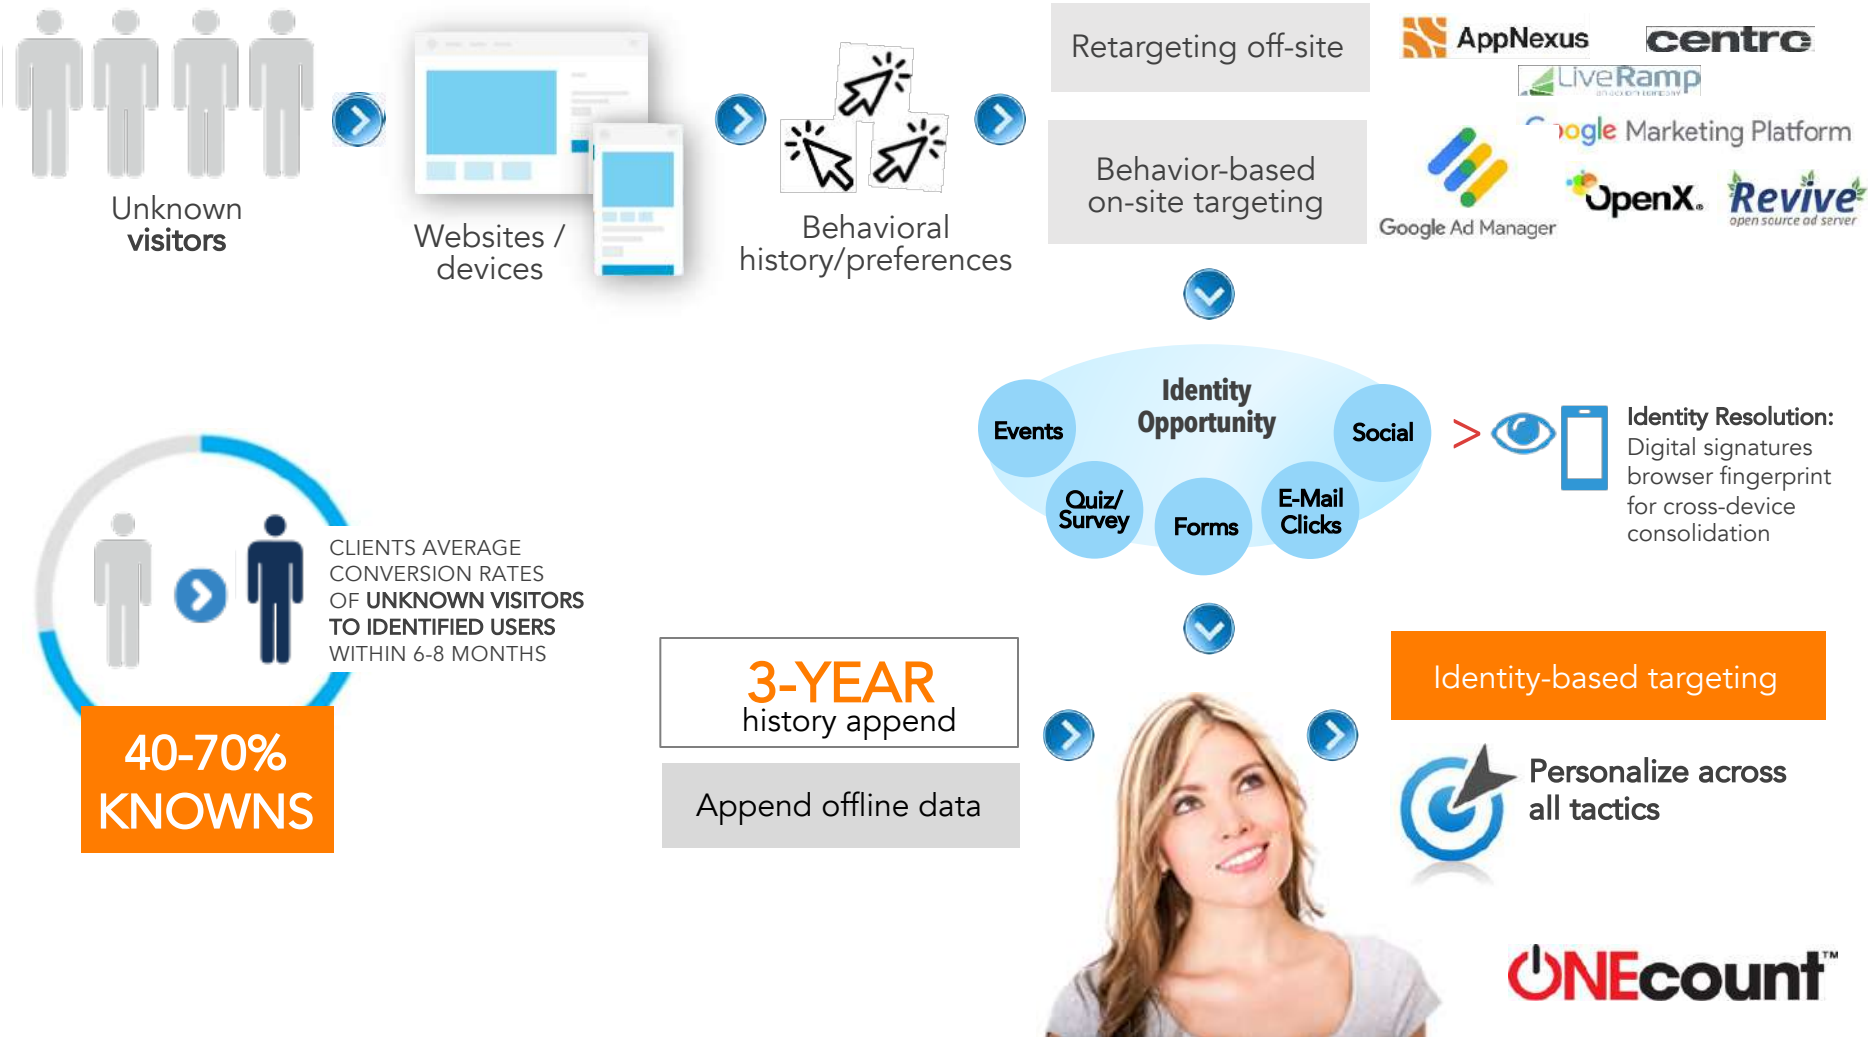 Unknown
visitors
Websites /
devices
Behavioral
history/preferences
Retargeting off-site
Behavior-based
on-site targeting
AppNexus
centro
LiveRamp
Google Marketing Platform
Google Ad Manager
OpenX.
Revive
open source ad server
Identity
Opportunity
Events
Quiz/
Survey
Forms
E-Mail
Clicks
Social
>
Identity Resolution:
Digital signatures
browser fingerprint
for cross-device
consolidation
CLIENTS AVERAGE
CONVERSION RATES
OF UNKNOWN VISITORS
TO IDENTIFIED USERS
WITHIN 6-8 MONTHS
40-70%
KNOWNS
3-YEAR
history append
Append offline data
Identity-based targeting
Personalize across
all tactics
ONEcount™